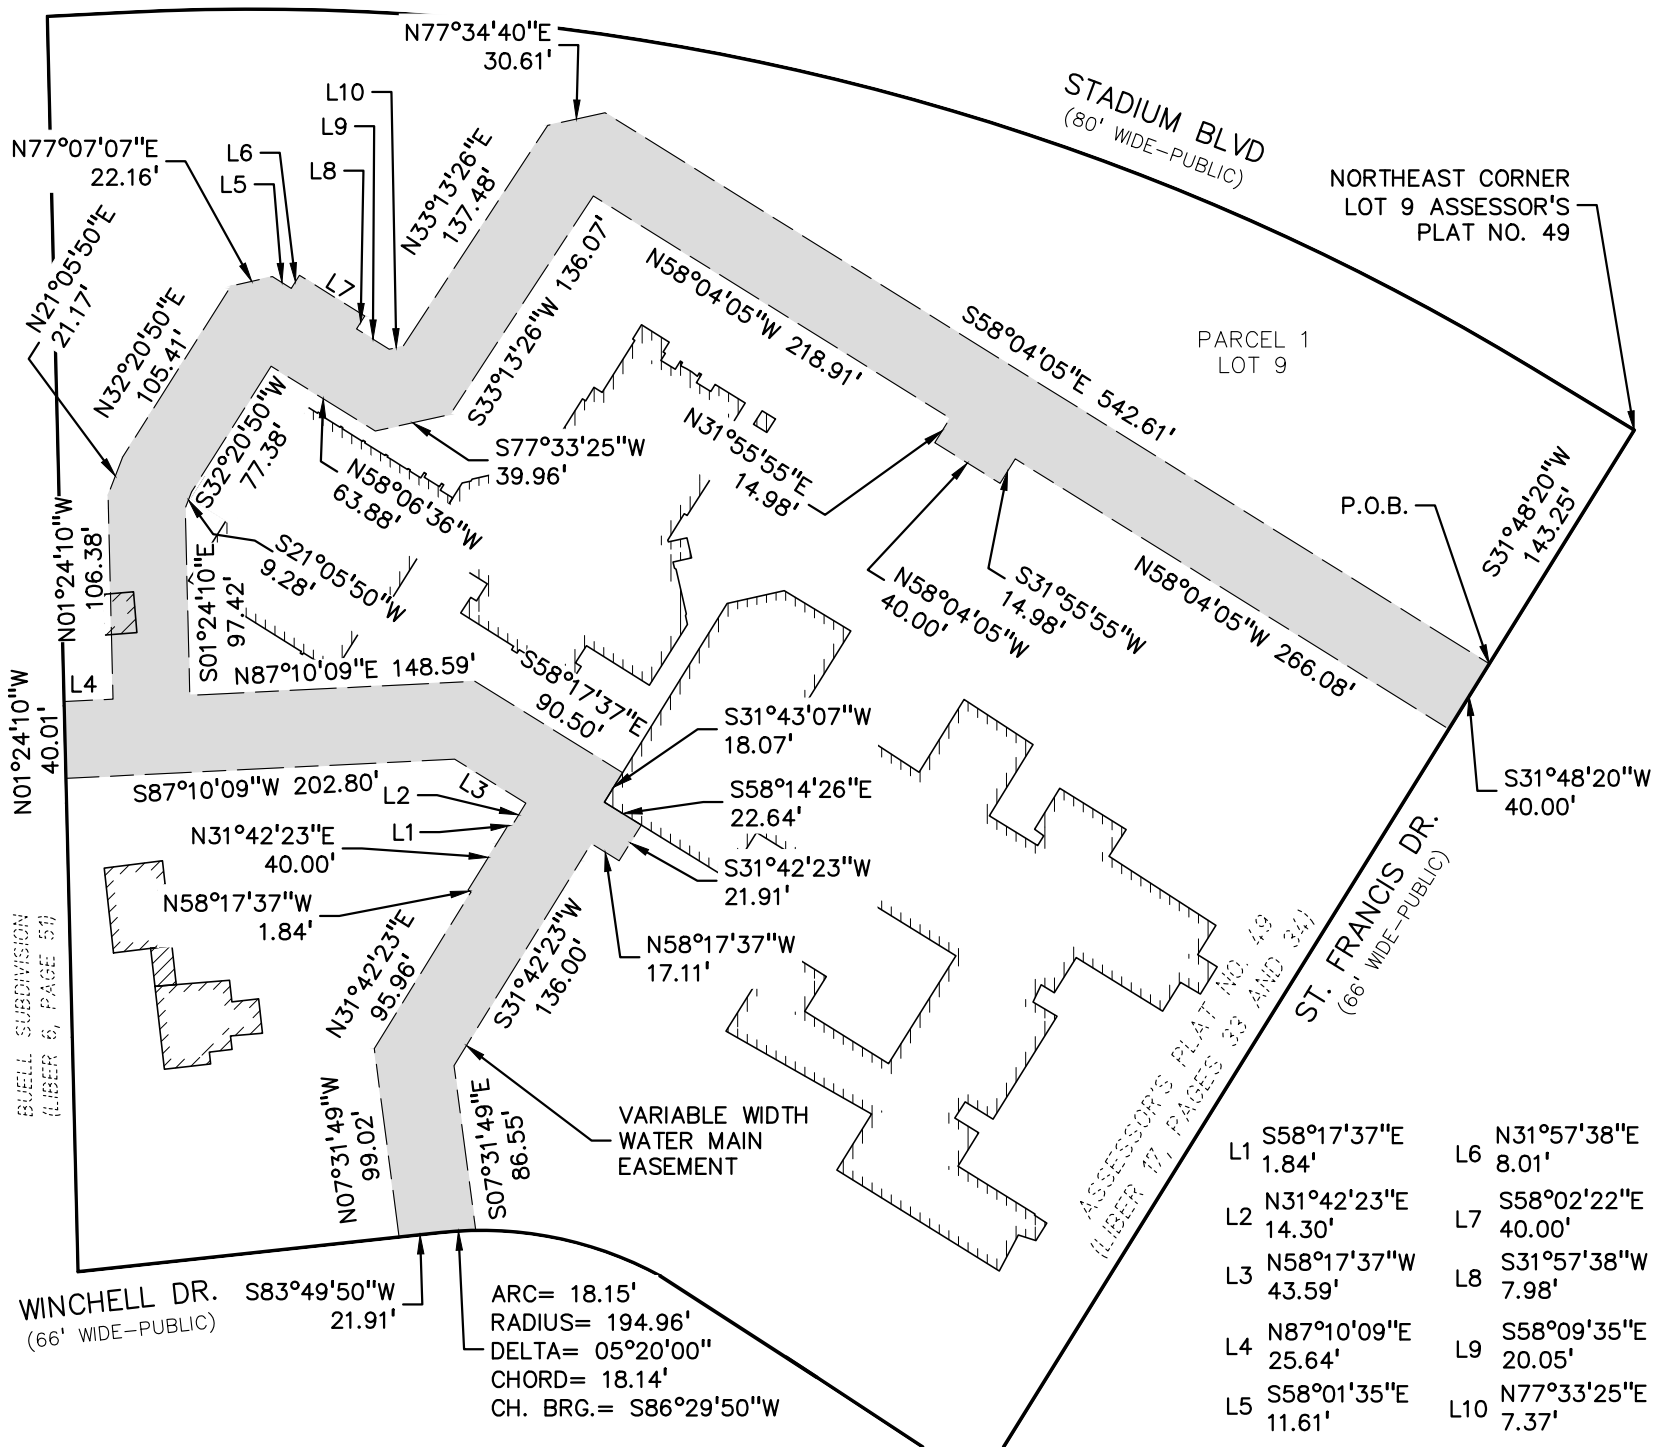 N77°34'40"E
30.61'
STADIUM BLVD
(80' WIDE-PUBLIC)
L10
L9
L8
N77°07'07"E
22.16'
L6
L5
N33°13'26"E
137.48'
NORTHEAST CORNER
LOT 9 ASSESSOR'S
PLAT NO. 49
N21°05'50"E
21.17'
L7
N32°20'50"E
105.41'
S33°13'26"W 136.07'
N58°04'05"W 218.91'
S58°04'05"E 542.61'
PARCEL 1
LOT 9
S32°20'50"W
77.38'
N58°06'36"W
63.88'
S77°33'25"W
39.96'
N31°55'55"E
14.98'
P.O.B.
S31°48'20"W
143.25'
N01°24'10"W
106.38'
S21°05'50"W
9.28'
S01°24'10"E
97.42'
N58°04'05"W
40.00'
S31°55'55"W
14.98'
N58°04'05"W 266.08'
L4
N87°10'09"E 148.59'
S58°17'37"E
90.50'
N01°24'10"W
40.01'
S31°43'07"W
18.07'
S87°10'09"W 202.80'
L3
L2
L1
S58°14'26"E
22.64'
S31°48'20"W
40.00'
N31°42'23"E
40.00'
S31°42'23"W
21.91'
N58°17'37"W
1.84'
N58°17'37"W
17.11'
N31°42'23"E
95.96'
S31°42'23"W
136.00'
ST. FRANCIS DR.
(66' WIDE-PUBLIC)
BUELL SUBDIVISION
(LIBER 6, PAGE 51)
ASSESSOR'S PLAT NO. 49
(LIBER 17, PAGES 33 AND 34)
N07°31'49"W
99.02'
S07°31'49"E
86.55'
VARIABLE WIDTH
WATER MAIN
EASEMENT
WINCHELL DR.
(66' WIDE-PUBLIC)
S83°49'50"W
21.91'
ARC= 18.15'
RADIUS= 194.96'
DELTA= 05°20'00"
CHORD= 18.14'
CH. BRG.= S86°29'50"W
L1 S58°17'37"E
1.84'
L2 N31°42'23"E
14.30'
L3 N58°17'37"W
43.59'
L4 N87°10'09"E
25.64'
L5 S58°01'35"E
11.61'
L6 N31°57'38"E
8.01'
L7 S58°02'22"E
40.00'
L8 S31°57'38"W
7.98'
L9 S58°09'35"E
20.05'
L10 N77°33'25"E
7.37'